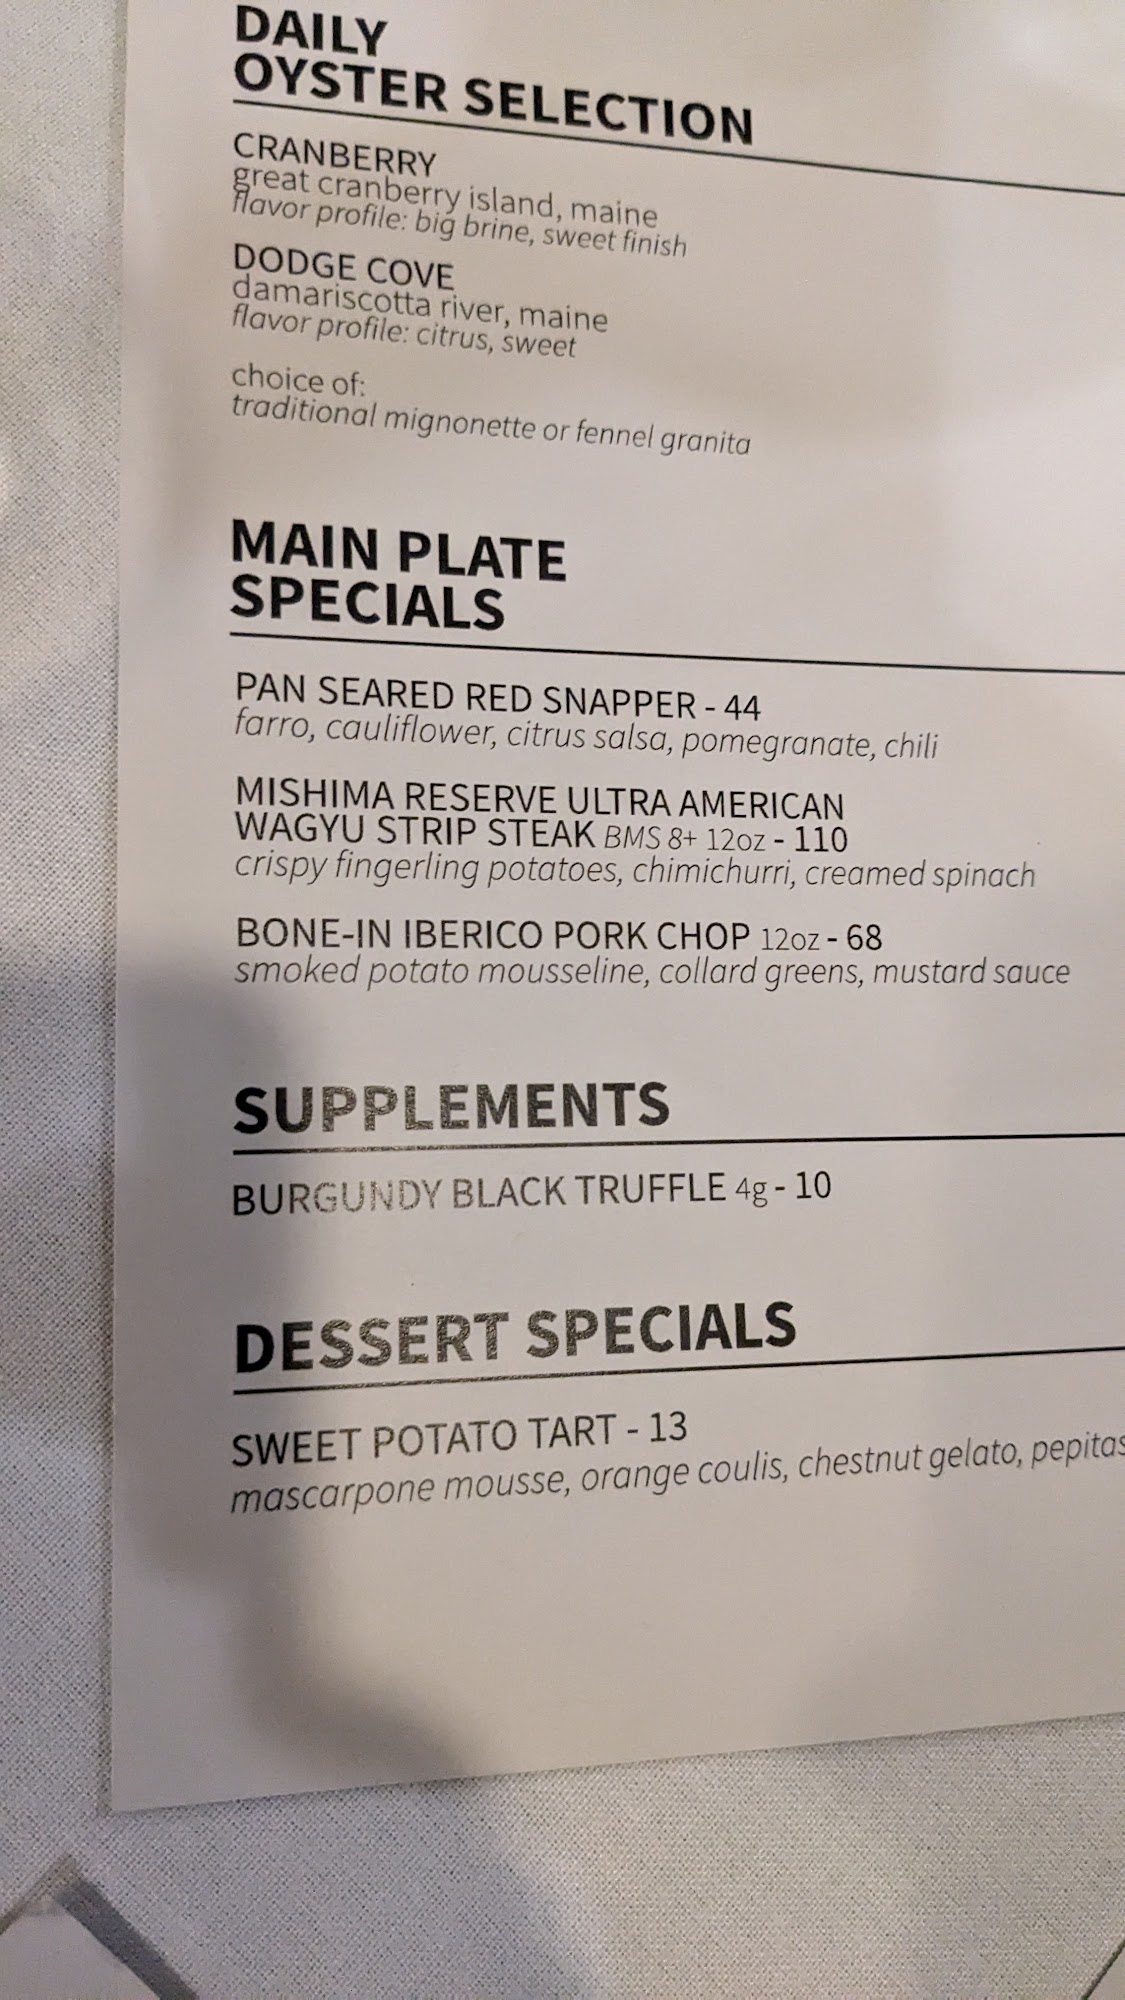 DAILY
OYSTER SELECTION
CRANBERRY
great cranberry island, maine
flavor profile: big brine, sweet finish
DODGE COVE
damariscotta river, maine
flavor profile: citrus, sweet
choice of:
traditional mignonette or fennel granita
MAIN PLATE
SPECIALS
PAN SEARED RED SNAPPER - 44
farro, cauliflower, citrus salsa, pomegranate, chili
MISHIMA RESERVE ULTRA AMERICAN
WAGYU STRIP STEAK BMS 8+ 12oz - 110
crispy fingerling potatoes, chimichurri, creamed spinach
BONE-IN IBERICO PORK CHOP 12oz - 68
smoked potato mousseline, collard greens, mustard sauce
SUPPLEMENTS
BURGUNDY BLACK TRUFFLE 4g - 10
DESSERT SPECIALS
SWEET POTATO TART - 13
mascarpone mousse, orange coulis, chestnut gelato, pepitas